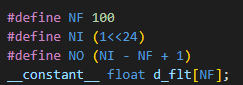 #define NF 100
#define NI (1<<24)
#define NO (NI - NF + 1)
__constant__ float d_flt[NF];